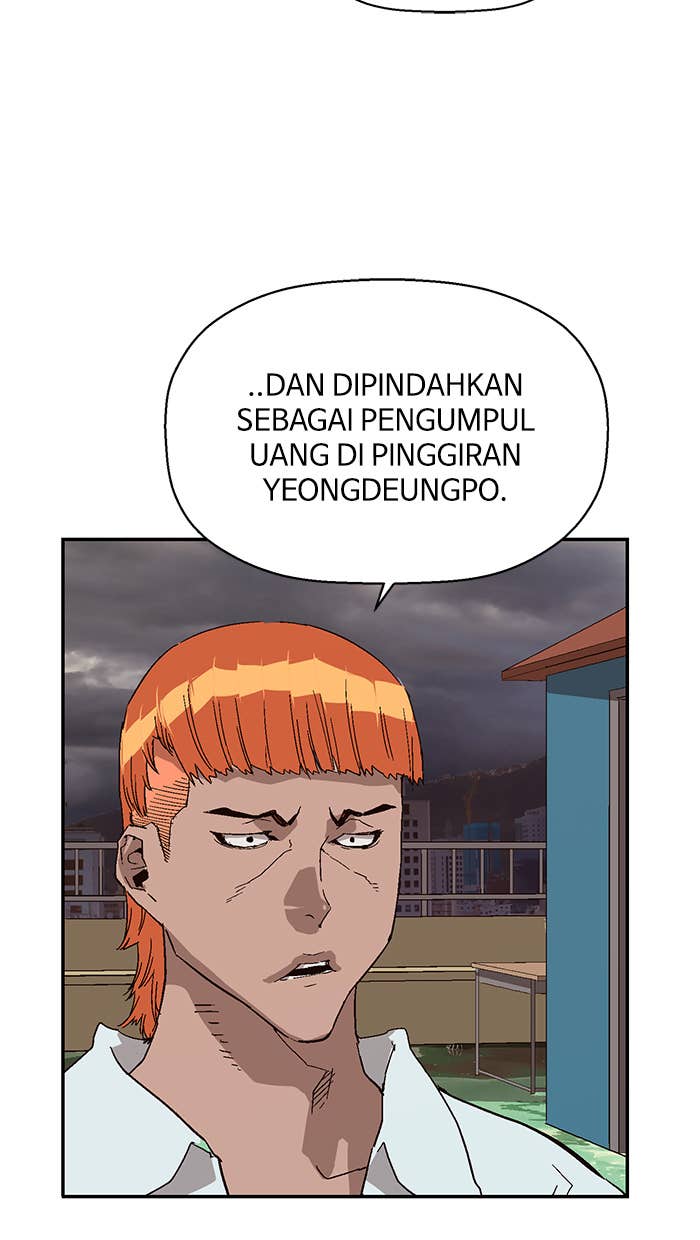 ..DAN DIPINDAHKAN
SEBAGAI PENGUMPUL
UANG DI PINGGIRAN
YEONGDEUNGPO.